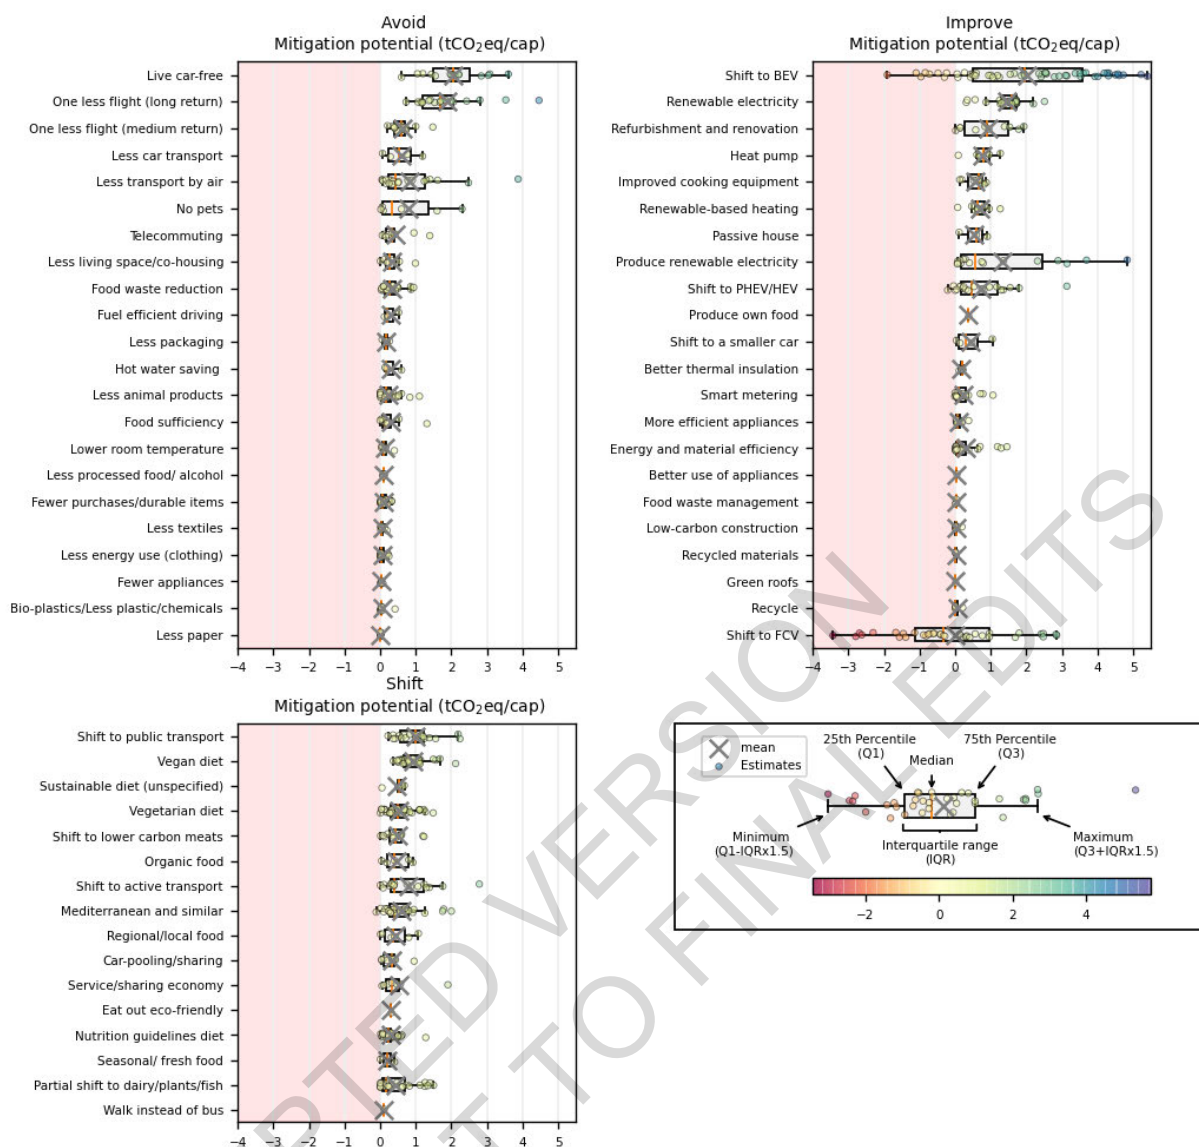 Avoid
Mitigation potential (tCO₂eq/cap)
Live car-free
One less flight (long return)
One less flight (medium return)
Less car transport
Less transport by air
No pets
Telecommuting
Less living space/co-housing
Food waste reduction
Fuel efficient driving
Less packaging
Hot water saving
Less animal products
Food sufficiency
Lower room temperature
Less processed food/ alcohol
Fewer purchases/durable items
Less textiles
Less energy use (clothing)
Fewer appliances
Bio-plastics/Less plastic/chemicals
Less paper
−4 −3 −2 −1 0 1 2 3 4 5
Improve
Mitigation potential (tCO₂eq/cap)
Shift to BEV
Renewable electricity
Refurbishment and renovation
Heat pump
Improved cooking equipment
Renewable-based heating
Passive house
Produce renewable electricity
Shift to PHEV/HEV
Produce own food
Shift to a smaller car
Better thermal insulation
Smart metering
More efficient appliances
Energy and material efficiency
Better use of appliances
Food waste management
Low-carbon construction
Recycled materials
Green roofs
Recycle
Shift to FCV
−4 −3 −2 −1 0 1 2 3 4 5
Shift
Mitigation potential (tCO₂eq/cap)
Shift to public transport
Vegan diet
Sustainable diet (unspecified)
Vegetarian diet
Shift to lower carbon meats
Organic food
Shift to active transport
Mediterranean and similar
Regional/local food
Car-pooling/sharing
Service/sharing economy
Eat out eco-friendly
Nutrition guidelines diet
Seasonal/ fresh food
Partial shift to dairy/plants/fish
Walk instead of bus
−4 −3 −2 −1 0 1 2 3 4 5
mean
Estimates
25th Percentile
(Q1)
Median
75th Percentile
(Q3)
Minimum
(Q1-IQRx1.5)
Interquartile range
(IQR)
Maximum
(Q3+IQRx1.5)
−2 0 2 4
PTED VERSION
T TO FINAL EDITS